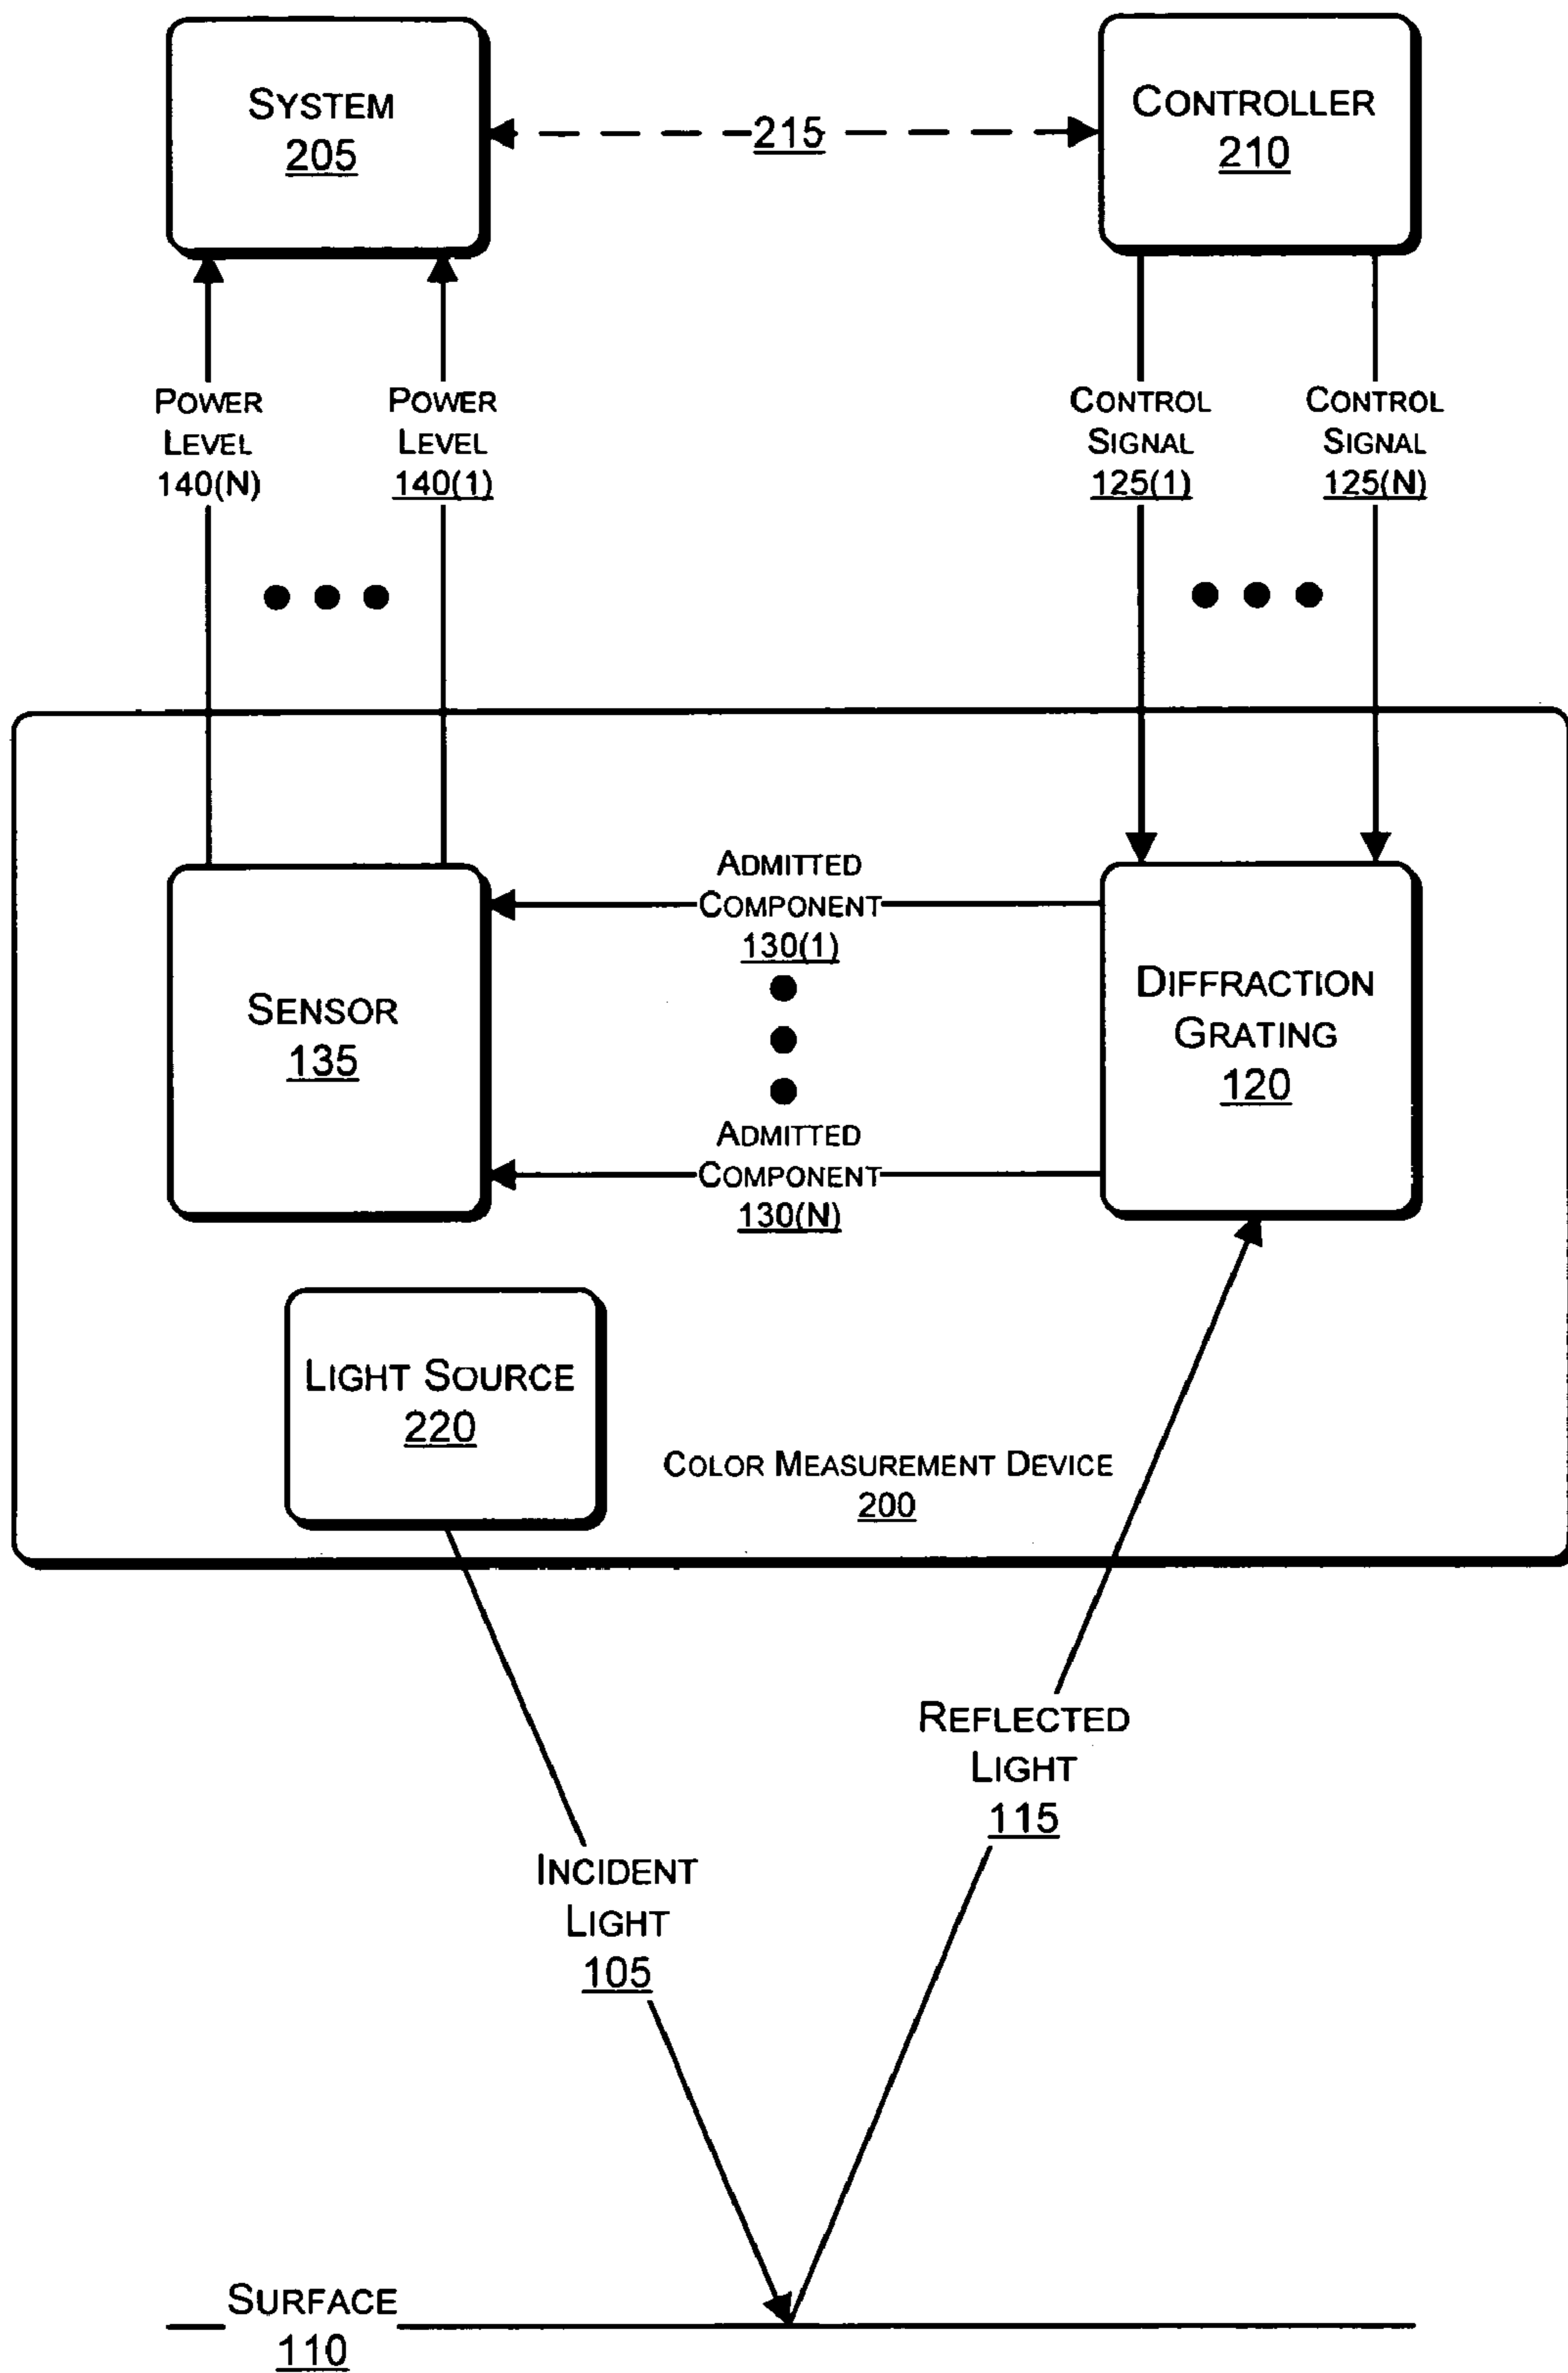 SYSTEM
205
215
CONTROLLER
210
POWER
LEVEL
140(N)
POWER
LEVEL
140(1)
CONTROL
SIGNAL
125(1)
CONTROL
SIGNAL
125(N)
ADMITTED
COMPONENT
130(1)
SENSOR
135
DIFFRACTION
GRATING
120
ADMITTED
COMPONENT
130(N)
LIGHT SOURCE
220
COLOR MEASUREMENT DEVICE
200
REFLECTED
LIGHT
115
INCIDENT
LIGHT
105
SURFACE
110